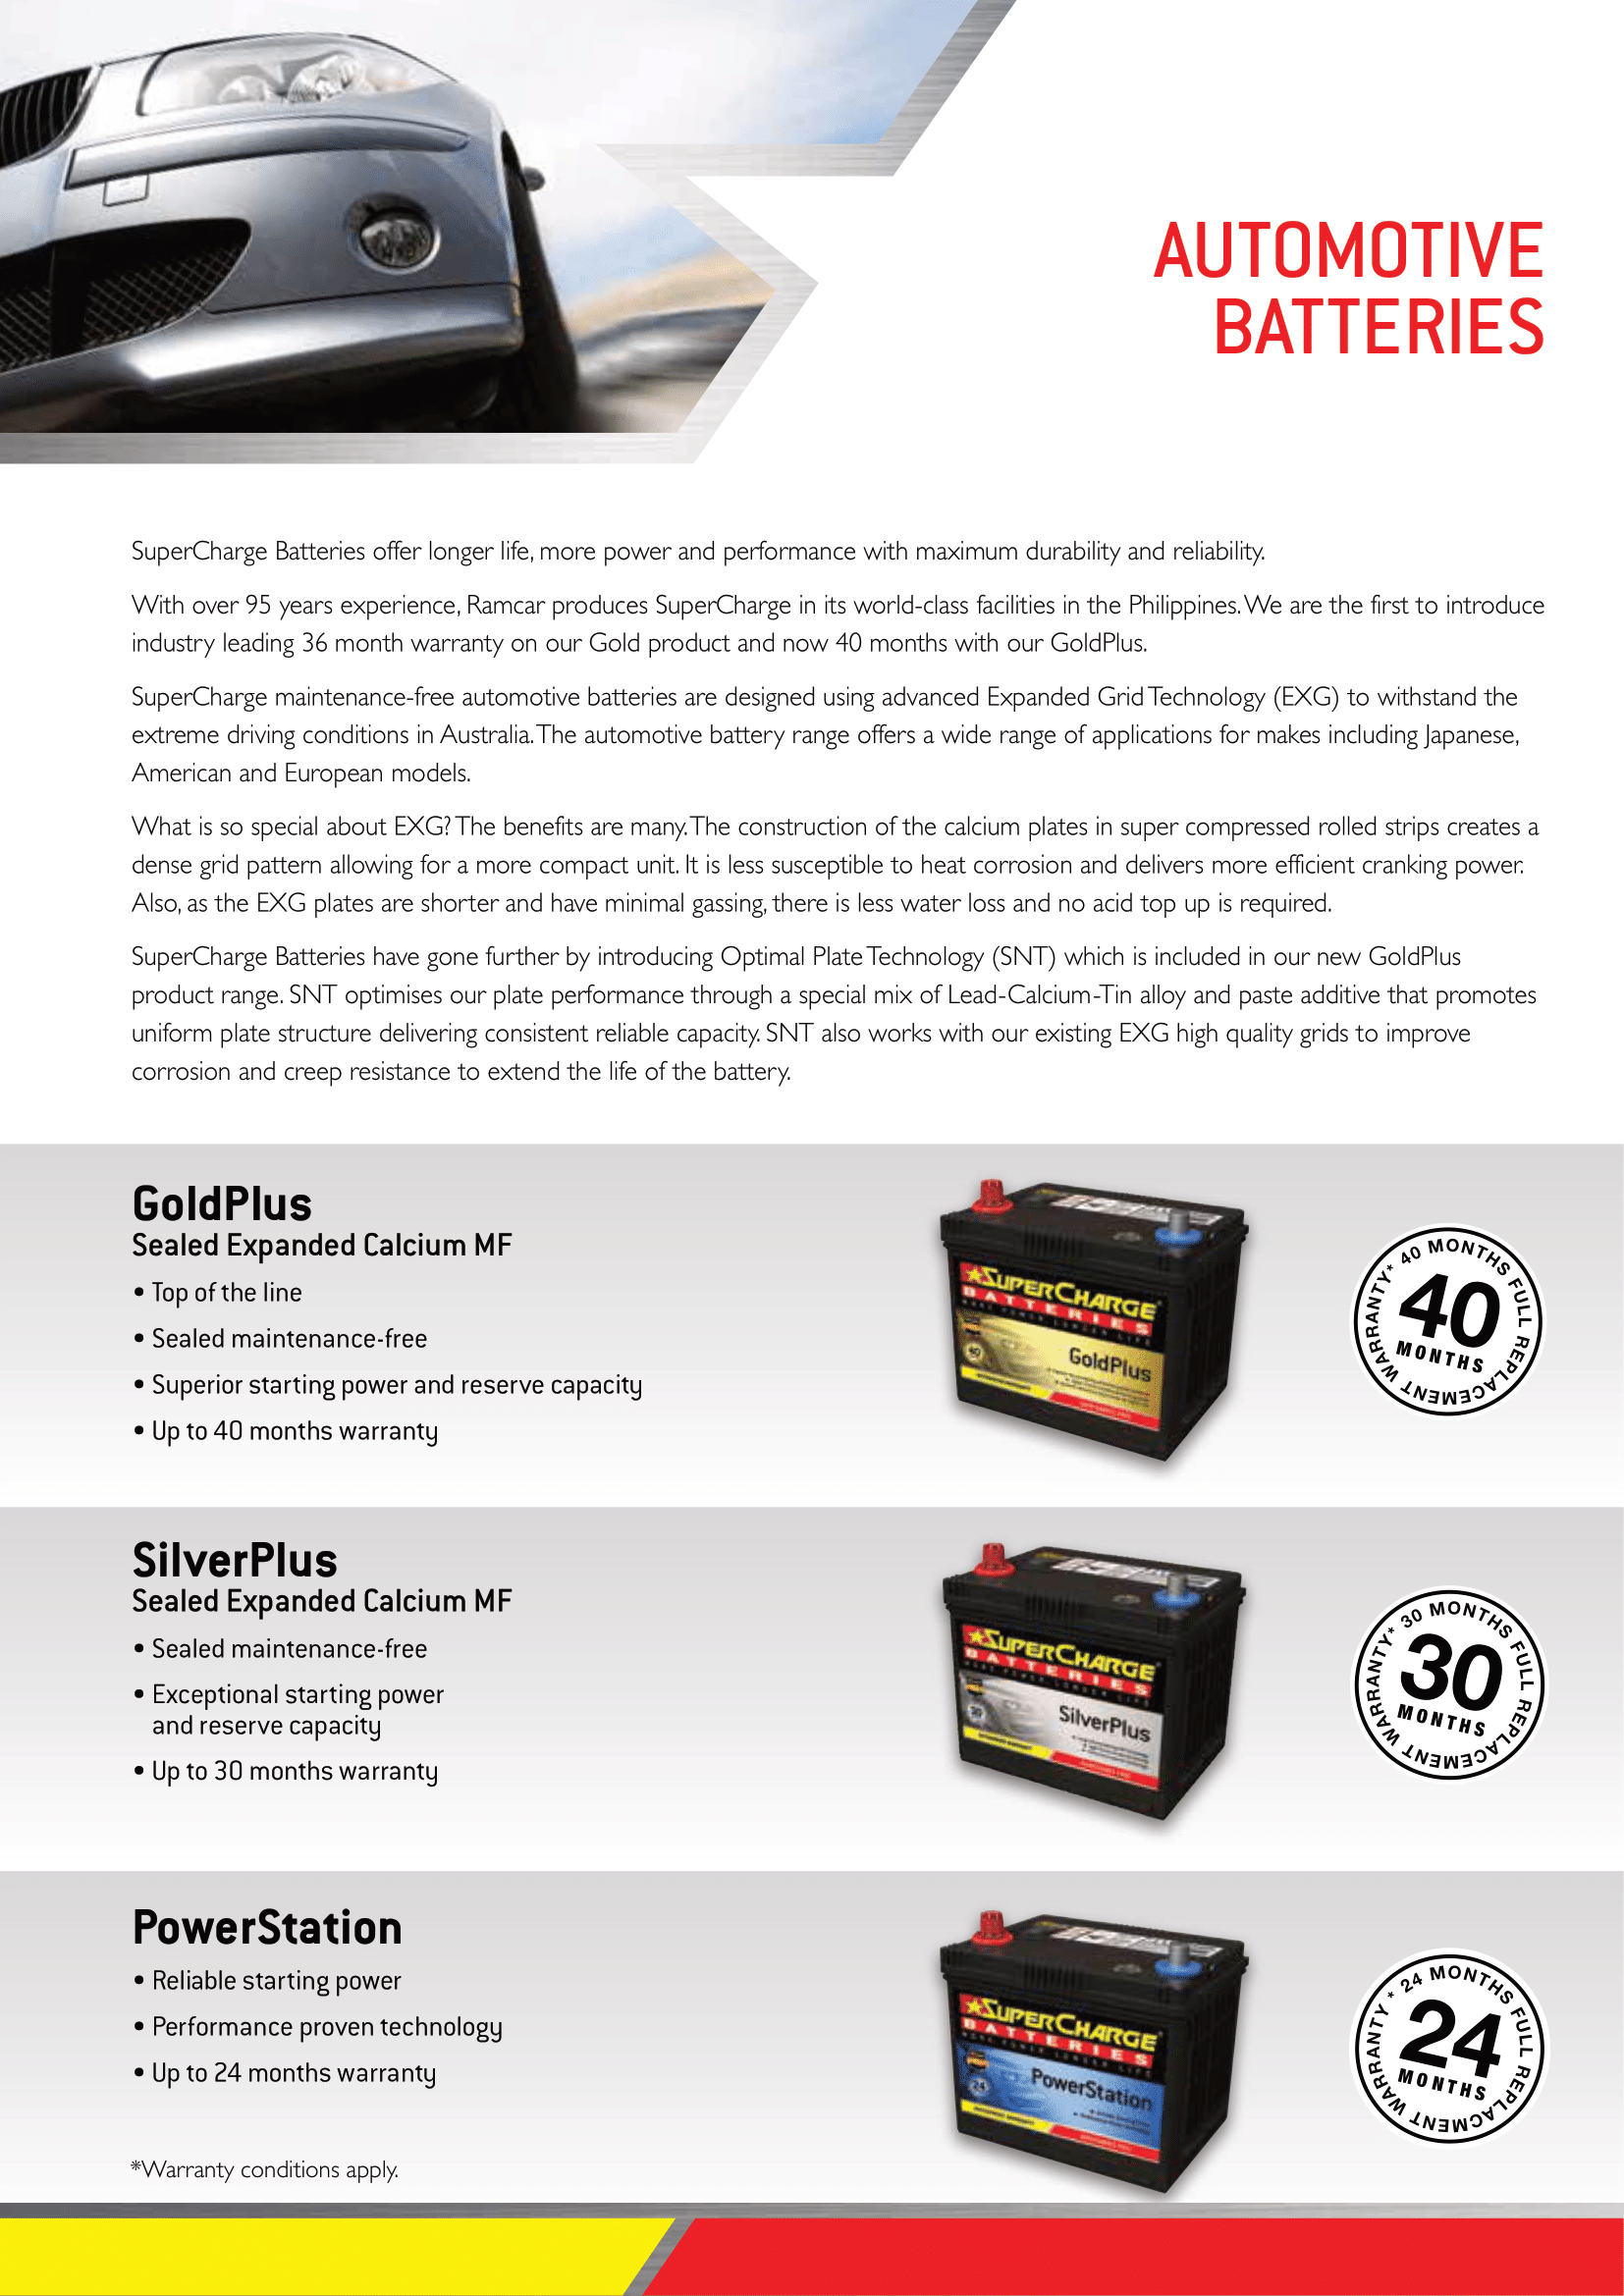 AUTOMOTIVE
BATTERIES
SuperCharge Batteries offer longer life, more power and performance with maximum durability and reliability.
With over 95 years experience, Ramcar produces SuperCharge in its world-class facilities in the Philippines. We are the first to introduce
industry leading 36 month warranty on our Gold product and now 40 months with our GoldPlus.
SuperCharge maintenance-free automotive batteries are designed using advanced Expanded Grid Technology (EXG) to withstand the
extreme driving conditions in Australia. The automotive battery range offers a wide range of applications for makes including Japanese,
American and European models.
What is so special about EXG? The benefits are many. The construction of the calcium plates in super compressed rolled strips creates a
dense grid pattern allowing for a more compact unit. It is less susceptible to heat corrosion and delivers more efficient cranking power.
Also, as the EXG plates are shorter and have minimal gassing, there is less water loss and no acid top up is required.
SuperCharge Batteries have gone further by introducing Optimal Plate Technology (SNT) which is included in our new GoldPlus
product range. SNT optimises our plate performance through a special mix of Lead-Calcium-Tin alloy and paste additive that promotes
uniform plate structure delivering consistent reliable capacity. SNT also works with our existing EXG high quality grids to improve
corrosion and creep resistance to extend the life of the battery.
GoldPlus
Sealed Expanded Calcium MF
• Top of the line
• Sealed maintenance-free
• Superior starting power and reserve capacity
• Up to 40 months warranty
SUPERCHARGE
BATTERIES
MORE POWER LONGER LIFE
GoldPlus
40
40 MONTHS FULL REPLACEMENT WARRANTY*
40
MONTHS
SilverPlus
Sealed Expanded Calcium MF
• Sealed maintenance-free
• Exceptional starting power
and reserve capacity
• Up to 30 months warranty
SUPERCHARGE
BATTERIES
MORE POWER LONGER LIFE
SilverPlus
30
30 MONTHS FULL REPLACEMENT WARRANTY*
30
MONTHS
PowerStation
• Reliable starting power
• Performance proven technology
• Up to 24 months warranty
SUPERCHARGE
BATTERIES
MORE POWER LONGER LIFE
PowerStation
24
24 MONTHS FULL REPLACMENT WARRANTY *
24
MONTHS
*Warranty conditions apply.